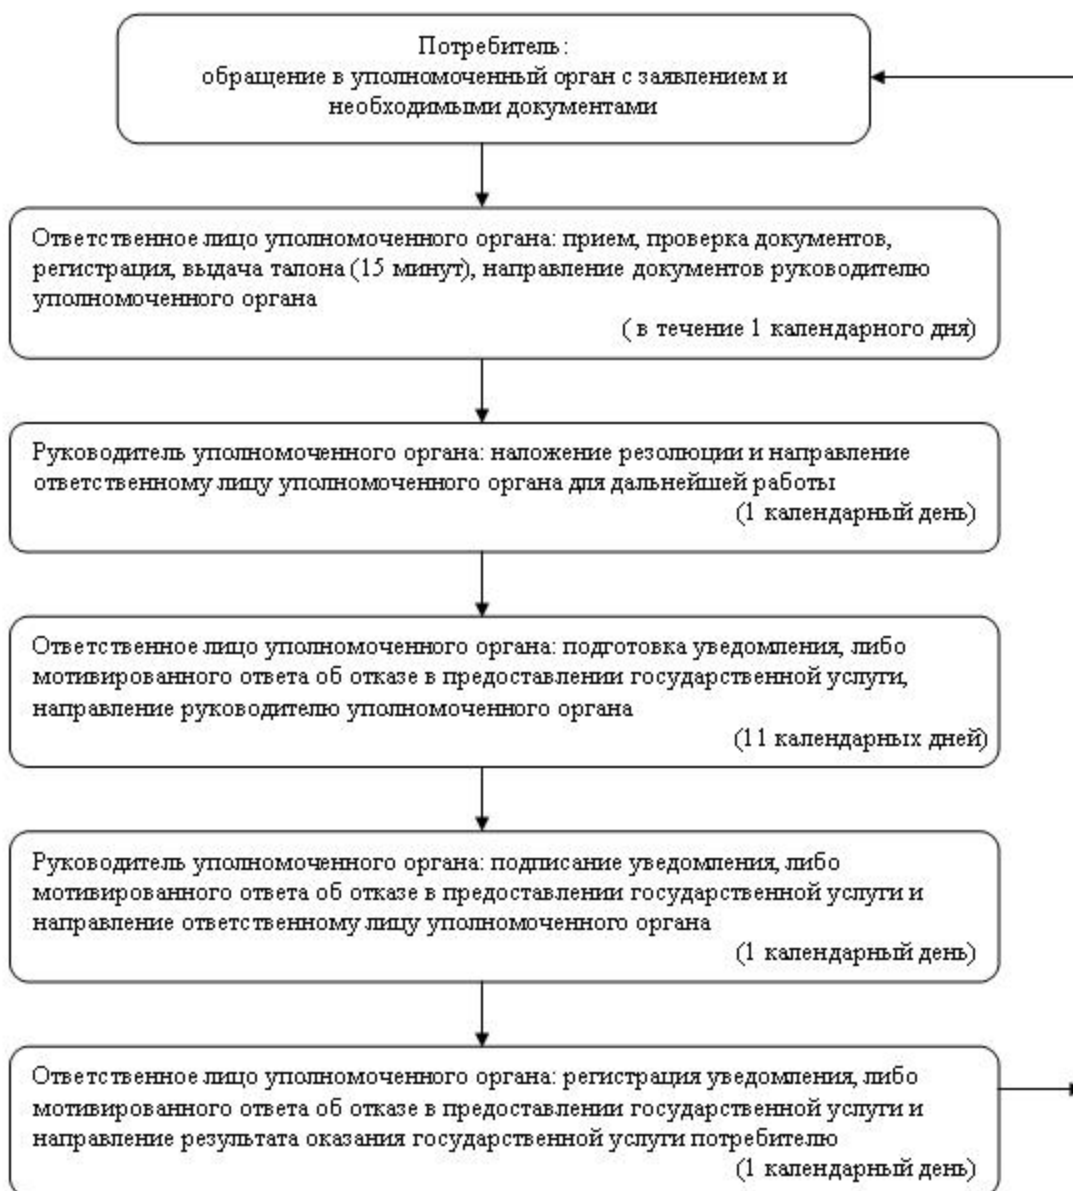 Потребитель:
обращение в уполномоченный орган с заявлением и
необходимыми документами
Ответственное лицо уполномоченного органа: прием, проверка документов,
регистрация, выдача талона (15 минут), направление документов руководителю
уполномоченного органа
( в течение 1 календарного дня)
Руководитель уполномоченного органа: наложение резолюции и направление
ответственному лицу уполномоченного органа для дальнейшей работы
(1 календарный день)
Ответственное лицо уполномоченного органа: подготовка уведомления, либо
мотивированного ответа об отказе в предоставлении государственной услуги,
направление руководителю уполномоченного органа
(11 календарных дней)
Руководитель уполномоченного органа: подписание уведомления, либо
мотивированного ответа об отказе в предоставлении государственной услуги и
направление ответственному лицу уполномоченного органа
(1 календарный день)
Ответственное лицо уполномоченного органа: регистрация уведомления, либо
мотивированного ответа об отказе в предоставлении государственной услуги и
направление результата оказания государственной услуги потребителю
(1 календарный день)